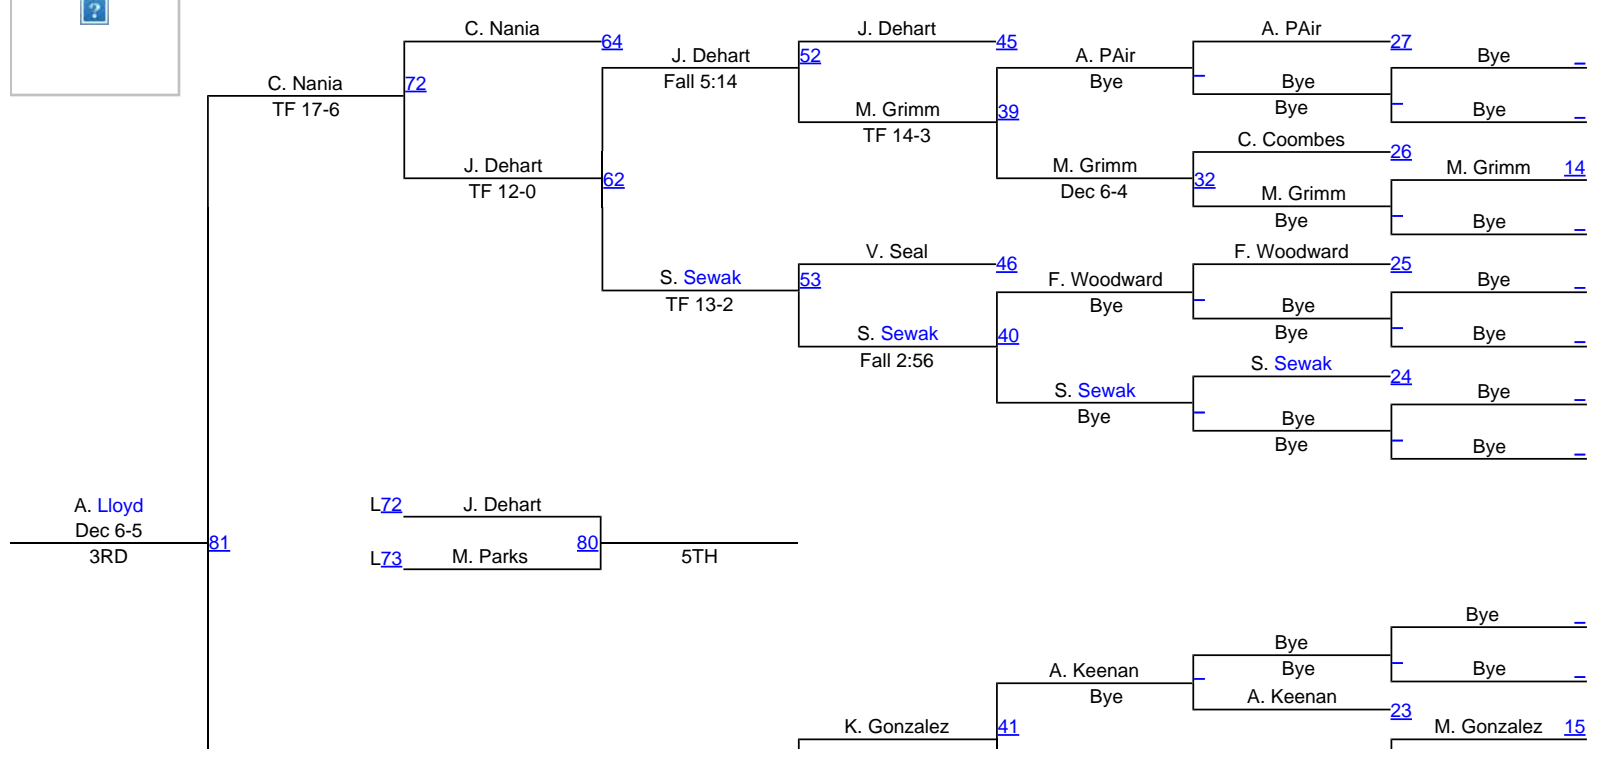 ?
C. Nania 64
J. Dehart 45
A. PAir 27
J. Dehart 52
A. PAir
Bye _
Fall 5:14
Bye
Bye
C. Nania 72
_
TF 17-6
Bye
_
M. Grimm 39
Bye _
TF 14-3
C. Coombes 26
J. Dehart 62
M. Grimm 32
M. Grimm 14
TF 12-0
Dec 6-4
M. Grimm
Bye
_
Bye _
V. Seal 46
F. Woodward 25
S. Sewak 53
F. Woodward
Bye _
TF 13-2
Bye
_
Bye
Bye
_
S. Sewak 40
Bye _
Fall 2:56
S. Sewak 24
S. Sewak
Bye _
Bye
_
Bye
Bye
_
Bye _
A. Lloyd
L72 J. Dehart
Dec 6-5
81
80
3RD
L73 M. Parks
5TH
Bye _
Bye
A. Keenan
Bye
_
Bye _
Bye
_
A. Keenan 23
K. Gonzalez 41
M. Gonzalez 15